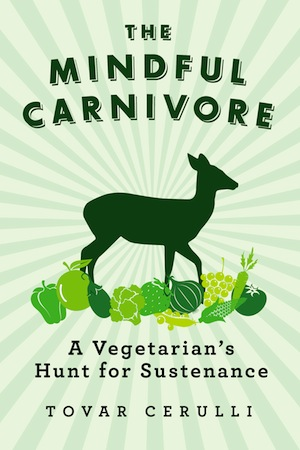 THE
MINDFUL
CARNIVORE
A Vegetarian's
Hunt for Sustenance
TOVAR CERULLI